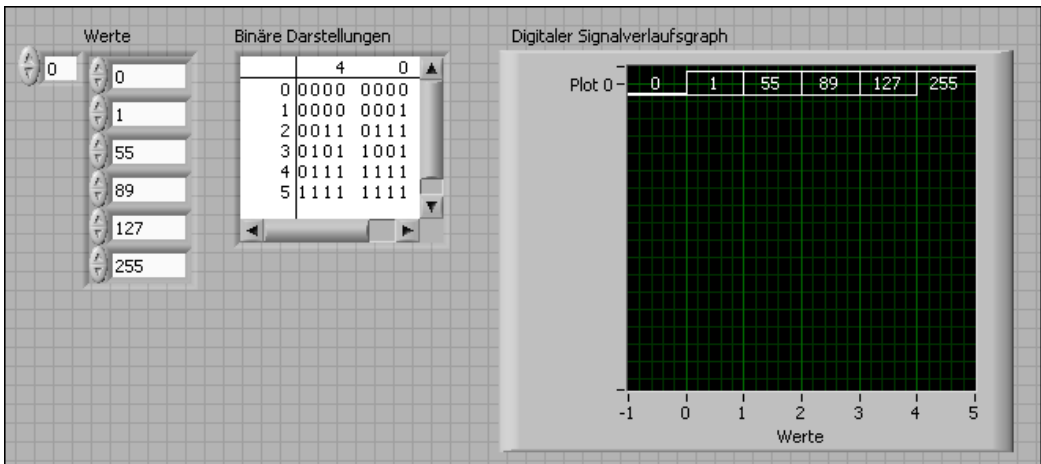 Werte
0
0
1
55
89
127
255
Binäre Darstellungen
4 0
0 0000 0000
1 0000 0001
2 0011 0111
3 0101 1001
4 0111 1111
5 1111 1111
Digitaler Signalverlaufsgraph
Plot 0
0 1 55 89 127 255
-1 0 1 2 3 4 5
Werte